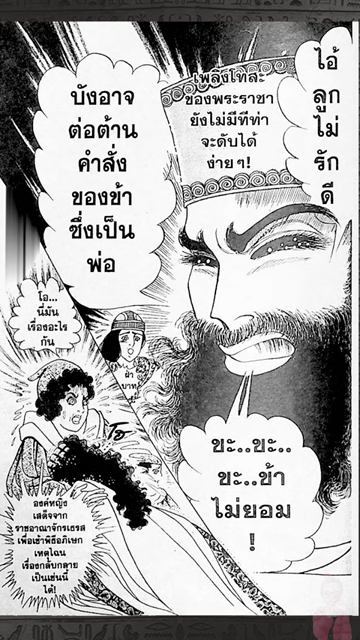 ไอ้
ลูก
ไม่
รัก
ดี
เพลิงโทสะ
ของพระราชา
ยังไม่มีทีท่า
จะดับได้
ง่ายๆ!
บังอาจ
ต่อต้าน
คำสั่ง
ของข้า
ซึ่งเป็น
พ่อ
โอ...
นี่มัน
เรื่องอะไร
กัน
ฝ่า
บาท
โอ
ขะ..ขะ..
ขะ..ข้า
ไม่ยอม
!
องค์หญิง
เสด็จจาก
ราชอาณาจักรเธรส
เพื่อเข้าพิธีอภิเษก
เหตุไฉน
เรื่องกลับกลาย
เป็นเช่นนี้
ได้!